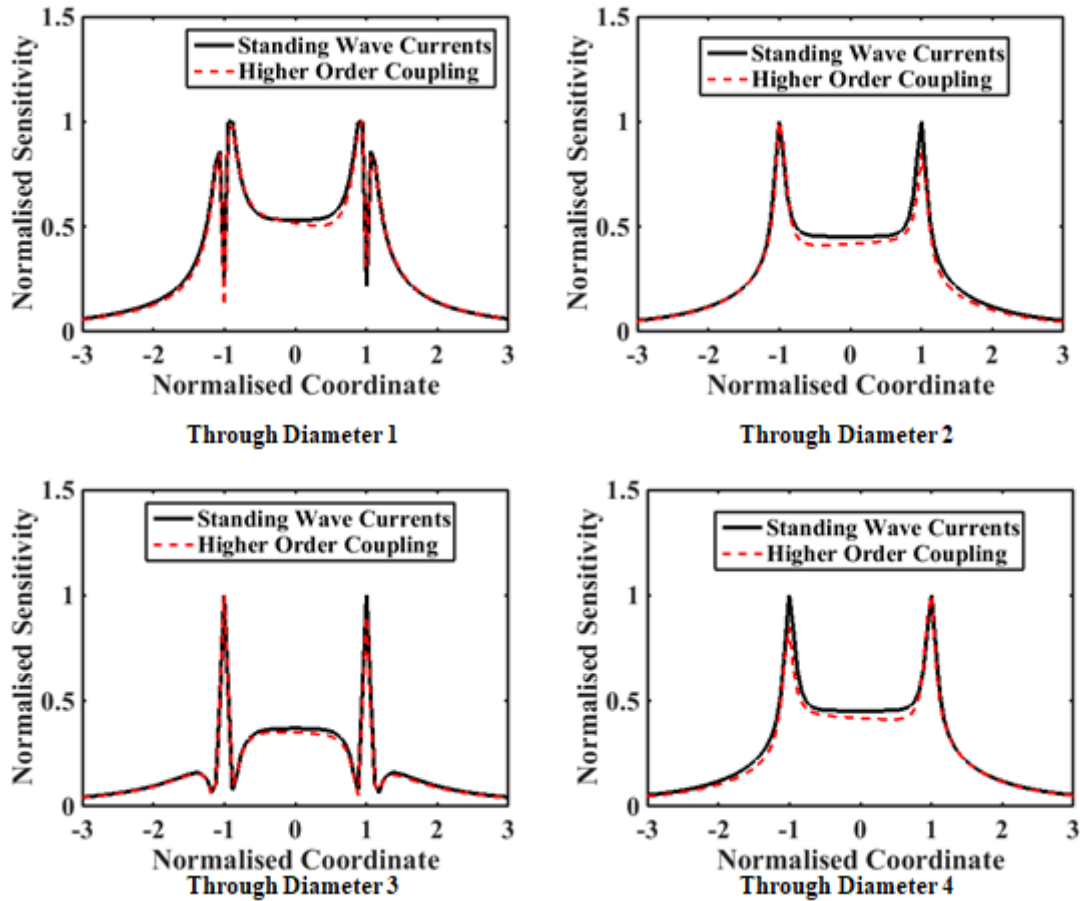 1.5
1
0.5
0
Normalised Sensitivity
Standing Wave Currents
Higher Order Coupling
-3 -2 -1 0 1 2 3
Normalised Coordinate
Through Diameter 1
1.5
1
0.5
0
Normalised Sensitivity
Standing Wave Currents
Higher Order Coupling
-3 -2 -1 0 1 2 3
Normalised Coordinate
Through Diameter 2
1.5
1
0.5
0
Normalised Sensitivity
Standing Wave Currents
Higher Order Coupling
-3 -2 -1 0 1 2 3
Normalised Coordinate
Through Diameter 3
1.5
1
0.5
0
Normalised Sensitivity
Standing Wave Currents
Higher Order Coupling
-3 -2 -1 0 1 2 3
Normalised Coordinate
Through Diameter 4